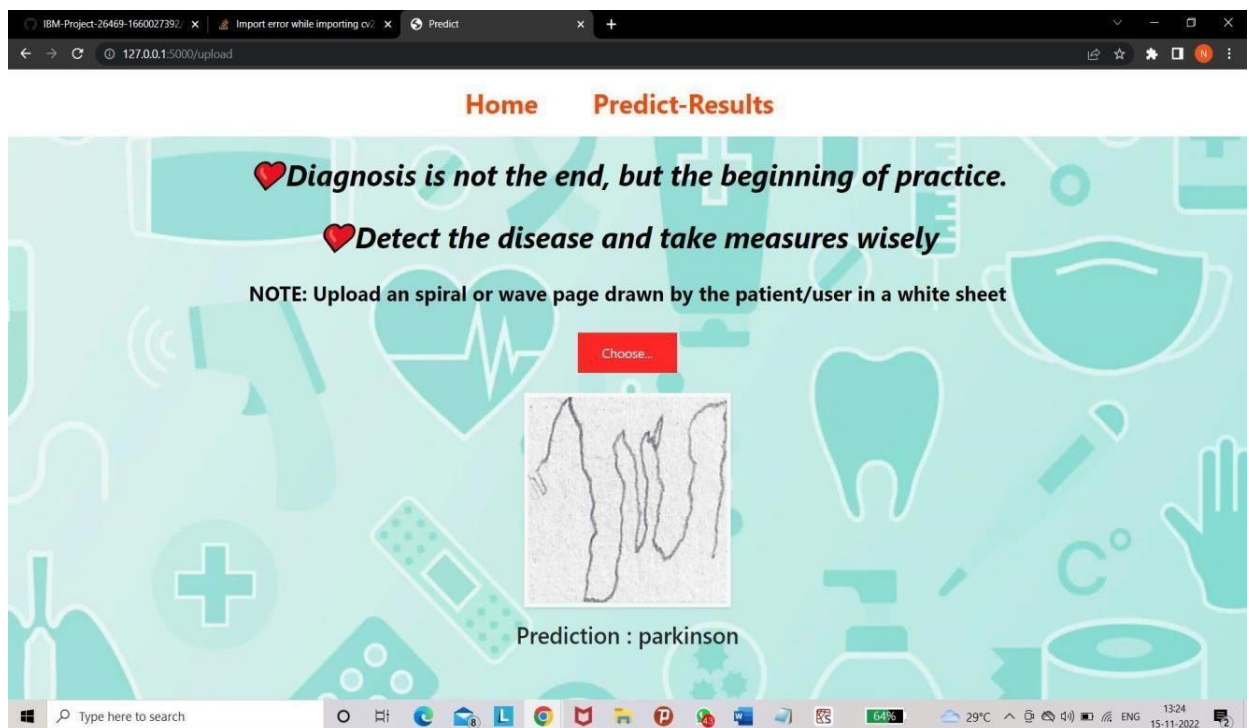 IBM-Project-26469-1660027392/
Import error while importing cv2
Predict
127.0.0.1:5000/upload
N
Home Predict-Results
Diagnosis is not the end, but the beginning of practice.
Detect the disease and take measures wisely
NOTE: Upload an spiral or wave page drawn by the patient/user in a white sheet
Choose...
C°
Prediction : parkinson
Type here to search
8
L
43
64%
29°C
ENG
13:24
15-11-2022
2